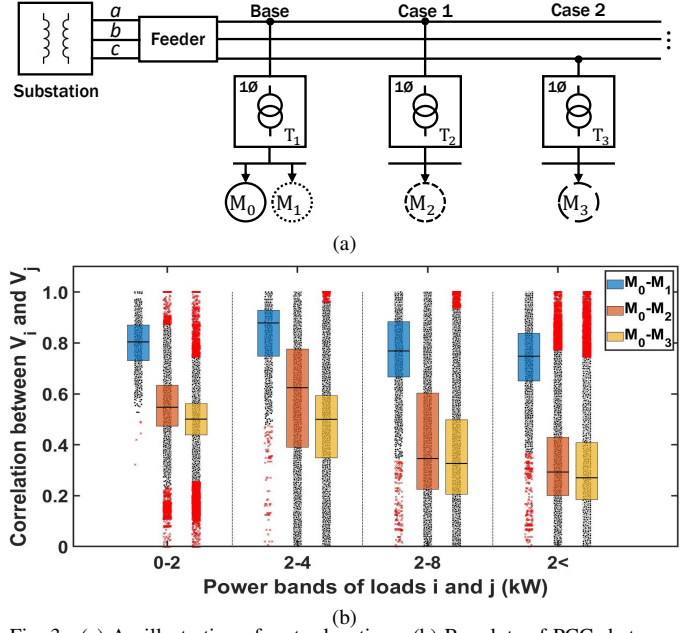 a
b
c
Base
Case 1
Case 2
Feeder
Substation
1Ø
T1
1Ø
T2
1Ø
T3
M0
M1
M2
M3
(a)
Correlation between Vi and Vj
1.0
0.8
0.6
0.4
0.2
0
M0-M1
M0-M2
M0-M3
0-2
2-4
2-8
2<
Power bands of loads i and j (kW)
(b)